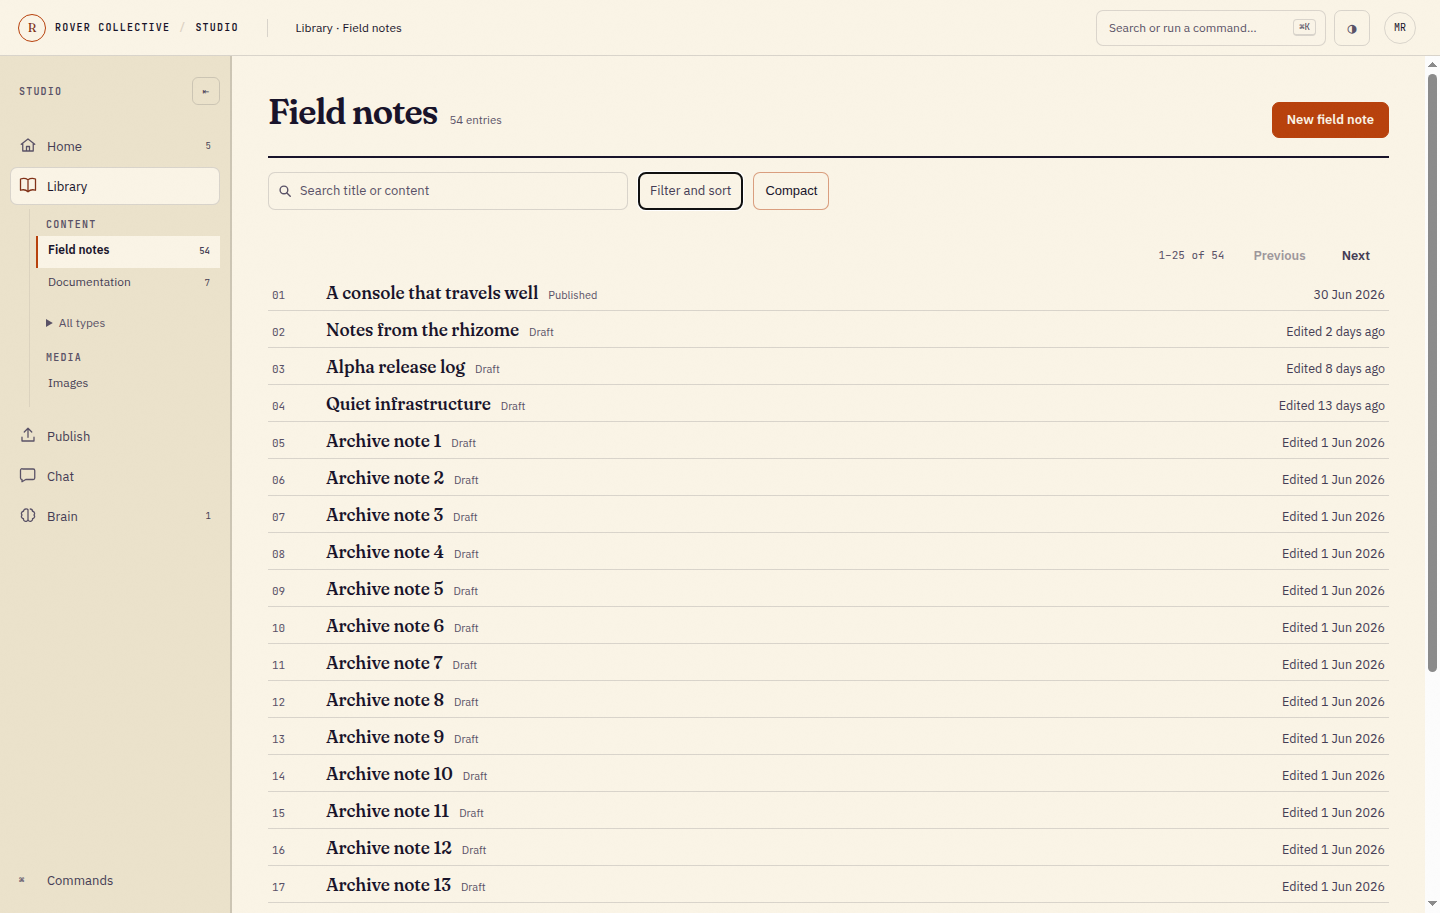 R ROVER COLLECTIVE / STUDIO Library · Field notes Search or run a command... ⌘K MR
STUDIO
Home 5
Library
CONTENT
Field notes 54
Documentation 7
All types
MEDIA
Images
Publish
Chat
Brain 1
⌘ Commands
Field notes 54 entries New field note
Search title or content Filter and sort Compact
1–25 of 54 Previous Next
01 A console that travels well Published 30 Jun 2026
02 Notes from the rhizome Draft Edited 2 days ago
03 Alpha release log Draft Edited 8 days ago
04 Quiet infrastructure Draft Edited 13 days ago
05 Archive note 1 Draft Edited 1 Jun 2026
06 Archive note 2 Draft Edited 1 Jun 2026
07 Archive note 3 Draft Edited 1 Jun 2026
08 Archive note 4 Draft Edited 1 Jun 2026
09 Archive note 5 Draft Edited 1 Jun 2026
10 Archive note 6 Draft Edited 1 Jun 2026
11 Archive note 7 Draft Edited 1 Jun 2026
12 Archive note 8 Draft Edited 1 Jun 2026
13 Archive note 9 Draft Edited 1 Jun 2026
14 Archive note 10 Draft Edited 1 Jun 2026
15 Archive note 11 Draft Edited 1 Jun 2026
16 Archive note 12 Draft Edited 1 Jun 2026
17 Archive note 13 Draft Edited 1 Jun 2026